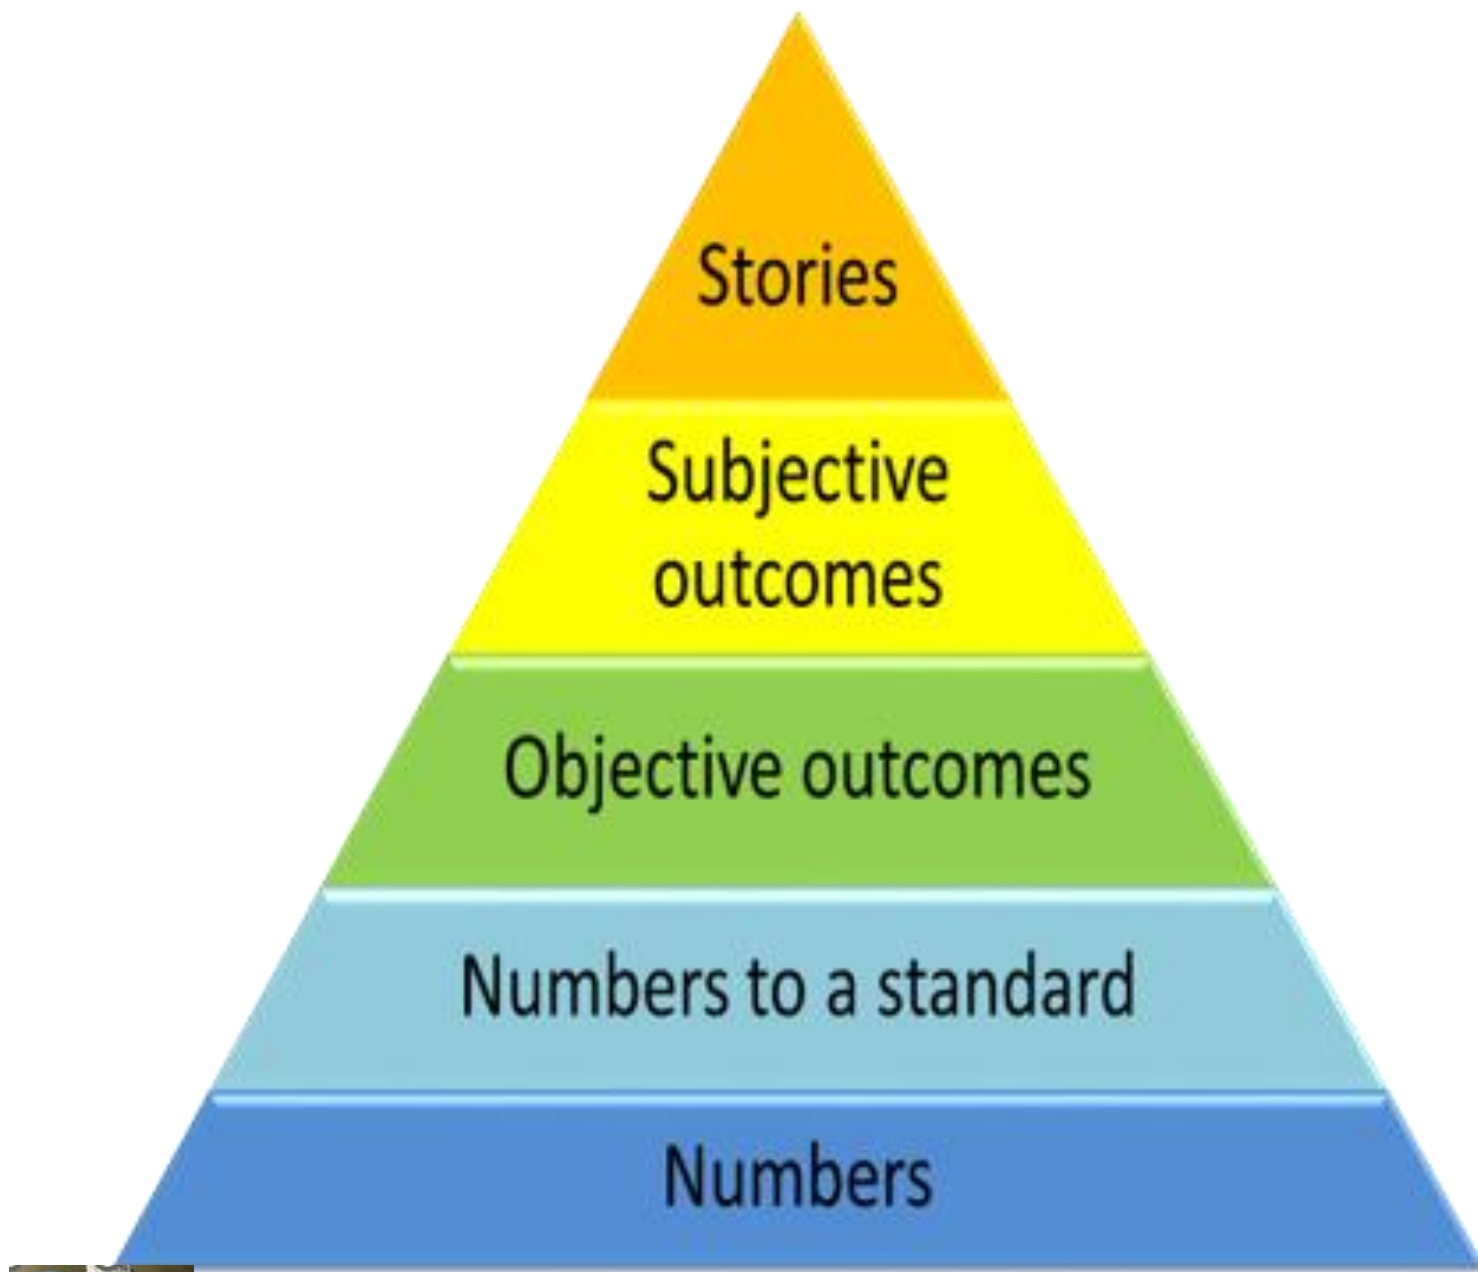 Stories
Subjective
outcomes
Objective outcomes
Numbers to a standard
Numbers